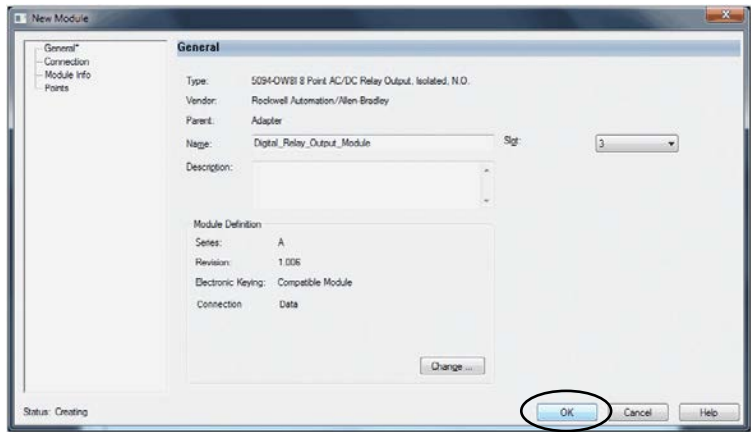 New Module
General*
Connection
Module Info
Points
General
Type: 5094-OW8I 8 Point AC/DC Relay Output, Isolated, N.O.
Vendor: Rockwell Automation/Allen-Bradley
Parent: Adapter
Name: Digital_Relay_Output_Module
Slot: 3
Description:
Module Definition
Series: A
Revision: 1.006
Electronic Keying: Compatible Module
Connection Data
Change ...
Status: Creating
OK Cancel Help